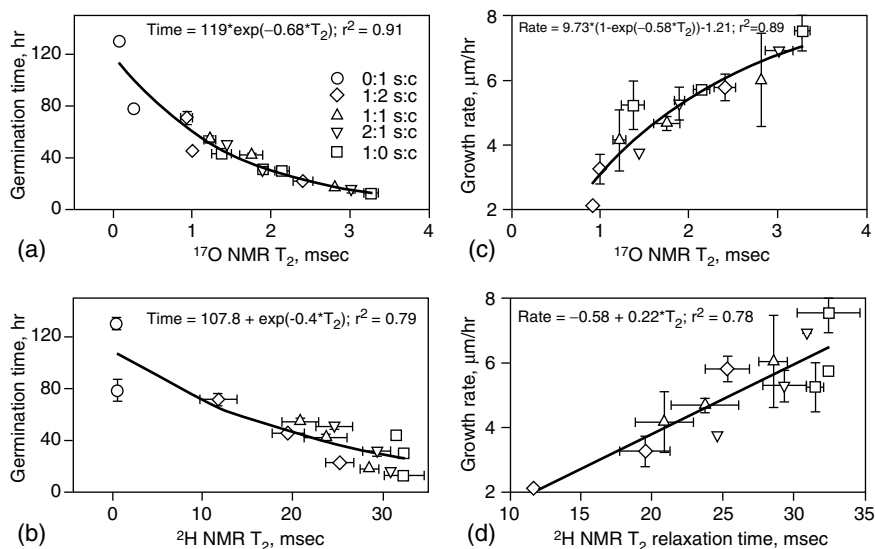 Time = 119*exp(−0.68*T2); r2 = 0.91
Germination time, hr
120
80
40
0
0:1 s:c
1:2 s:c
1:1 s:c
2:1 s:c
1:0 s:c
0 1 2 3 4
(a)
17O NMR T2, msec
Rate = 9.73*(1-exp(−0.58*T2))-1.21; r2=0.89
Growth rate, μm/hr
8
6
4
2
0 1 2 3 4
(c)
17O NMR T2, msec
Time = 107.8 + exp(-0.4*T2); r2 = 0.79
Germination time, hr
120
80
40
0
0 10 20 30
(b)
2H NMR T2, msec
Rate = −0.58 + 0.22*T2; r2 = 0.78
Growth rate, μm/hr
8
6
4
2
10 15 20 25 30 35
(d)
2H NMR T2 relaxation time, msec